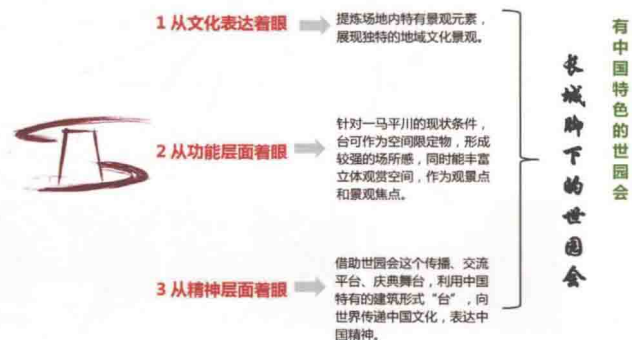 1 从文化表达着眼
提炼场地内特有景观元素，
展现独特的地域文化景观。
2 从功能层面着眼
针对一马平川的现状条件，
台可作为空间限定物，形成
较强的场所感，同时能丰富
立体观赏空间，作为观景点
和景观焦点。
3 从精神层面着眼
借助世园会这个传播、交流
平台、庆典舞台，利用中国
特有的建筑形式“台”，向
世界传递中国文化，表达中
国精神。
长城脚下的世园会
有中国特色的世园会